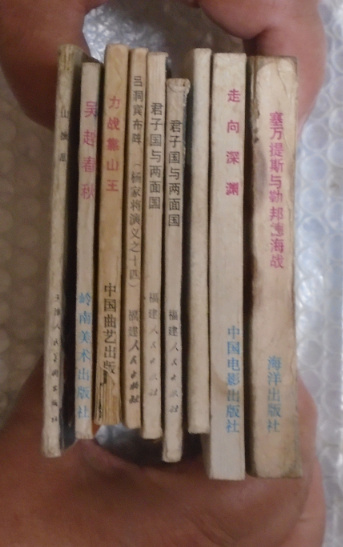 吴越春秋
岭南美术出版社
力战靠山王
中国曲艺出版
吕洞宾布阵 (杨家将演义之十四)
福建人民出版社
君子国与两面国
福建人民出版社
君子国与两面国
福建人民出版社
走向深渊
中国电影出版社
塞万提斯与勒邦德海战
海洋出版社